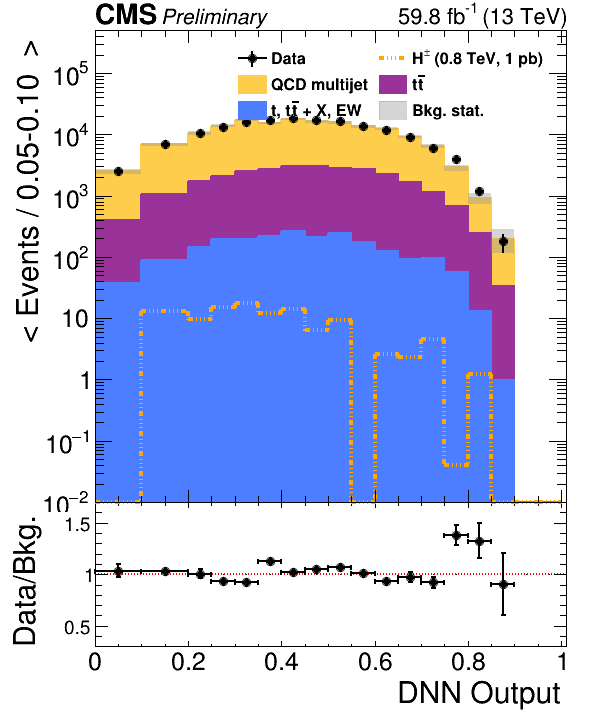 CMS Preliminary 59.8 fb⁻¹ (13 TeV)
< Events / 0.05-0.10 >
Data
H± (0.8 TeV, 1 pb)
QCD multijet
tt̄
t, tt̄ + X, EW
Bkg. stat.
10⁵
10⁴
10³
10²
10
1
10⁻¹
10⁻²
Data/Bkg.
1.5
1
0.5
0 0.2 0.4 0.6 0.8 1
DNN Output